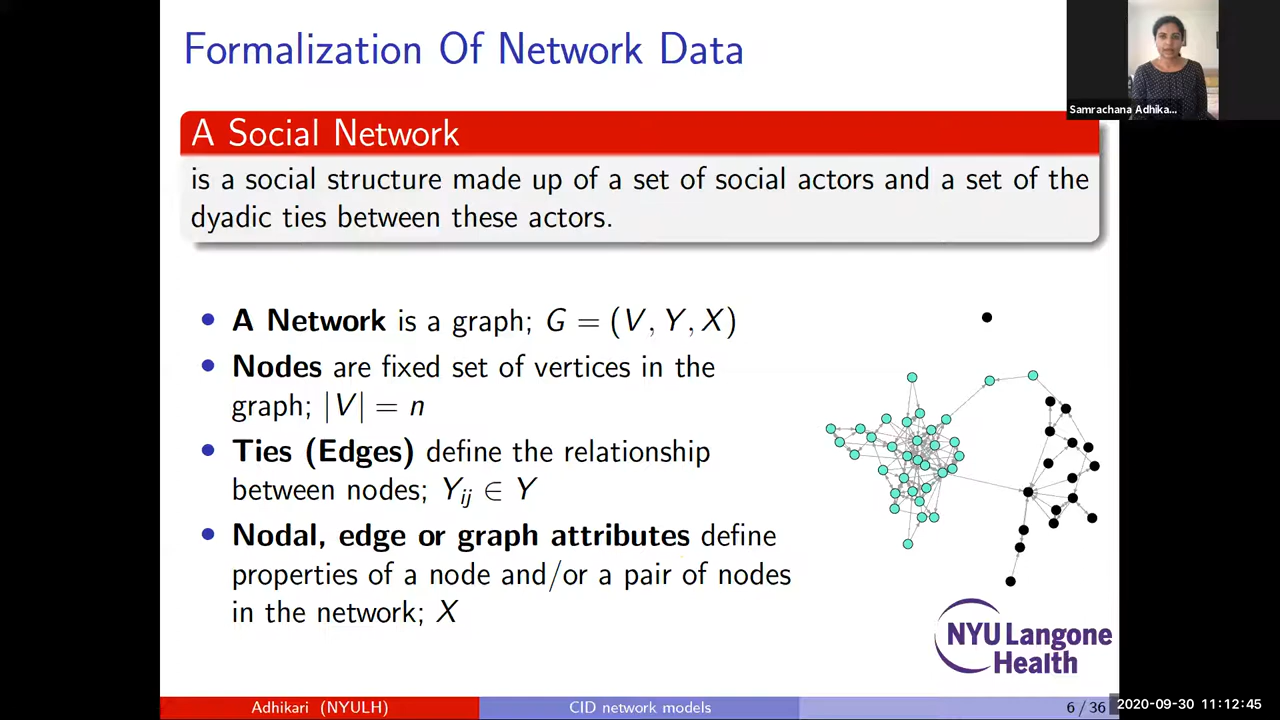 Formalization Of Network Data
Samrachana Adhika...
A Social Network
is a social structure made up of a set of social actors and a set of the
dyadic ties between these actors.
• A Network is a graph; G = (V, Y, X)
• Nodes are fixed set of vertices in the
graph; |V| = n
• Ties (Edges) define the relationship
between nodes; Y_ij ∈ Y
• Nodal, edge or graph attributes define
properties of a node and/or a pair of nodes
in the network; X
NYU Langone
Health
Adhikari (NYULH)
CID network models
6 / 36
2020-09-30 11:12:45